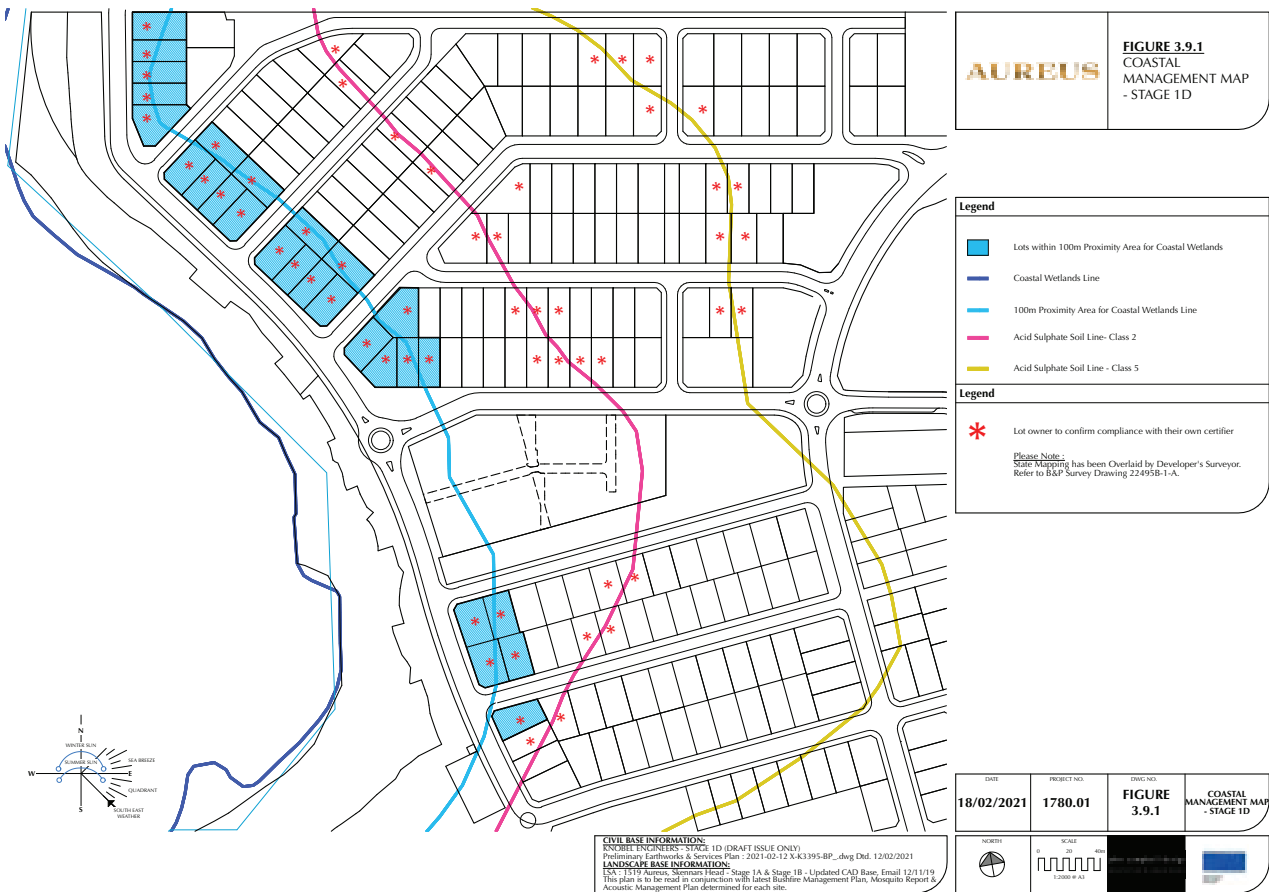 AUREUS
FIGURE 3.9.1
COASTAL
MANAGEMENT MAP
- STAGE 1D
Legend
Lots within 100m Proximity Area for Coastal Wetlands
Coastal Wetlands Line
100m Proximity Area for Coastal Wetlands Line
Acid Sulphate Soil Line- Class 2
Acid Sulphate Soil Line - Class 5
Legend
* Lot owner to confirm compliance with their own certifier
Please Note :
State Mapping has been Overlaid by Developer's Surveyor.
Refer to B&P Survey Drawing 22495B-1-A.
N
WINTER SUN
SUMMER SUN
SEA BREEZE
W
E
QUADRANT
S
SOUTH EAST
WEATHER
CIVIL BASE INFORMATION:
KNOBEL ENGINEERS - STAGE 1D (DRAFT ISSUE ONLY)
Preliminary Earthworks & Services Plan : 2021-02-12 X-K3395-BP_.dwg Dtd. 12/02/2021
LANDSCAPE BASE INFORMATION:
LSA : 1519 Aureus, Skennars Head - Stage 1A & Stage 1B - Updated CAD Base, Email 12/11/19
This plan is to be read in conjunction with latest Bushfire Management Plan, Mosquito Report &
Acoustic Management Plan determined for each site.
DATE
18/02/2021
PROJECT NO.
1780.01
DWG NO.
FIGURE
3.9.1
COASTAL
MANAGEMENT MAP
- STAGE 1D
NORTH
SCALE
0 20 40m
1:2000 @ A3